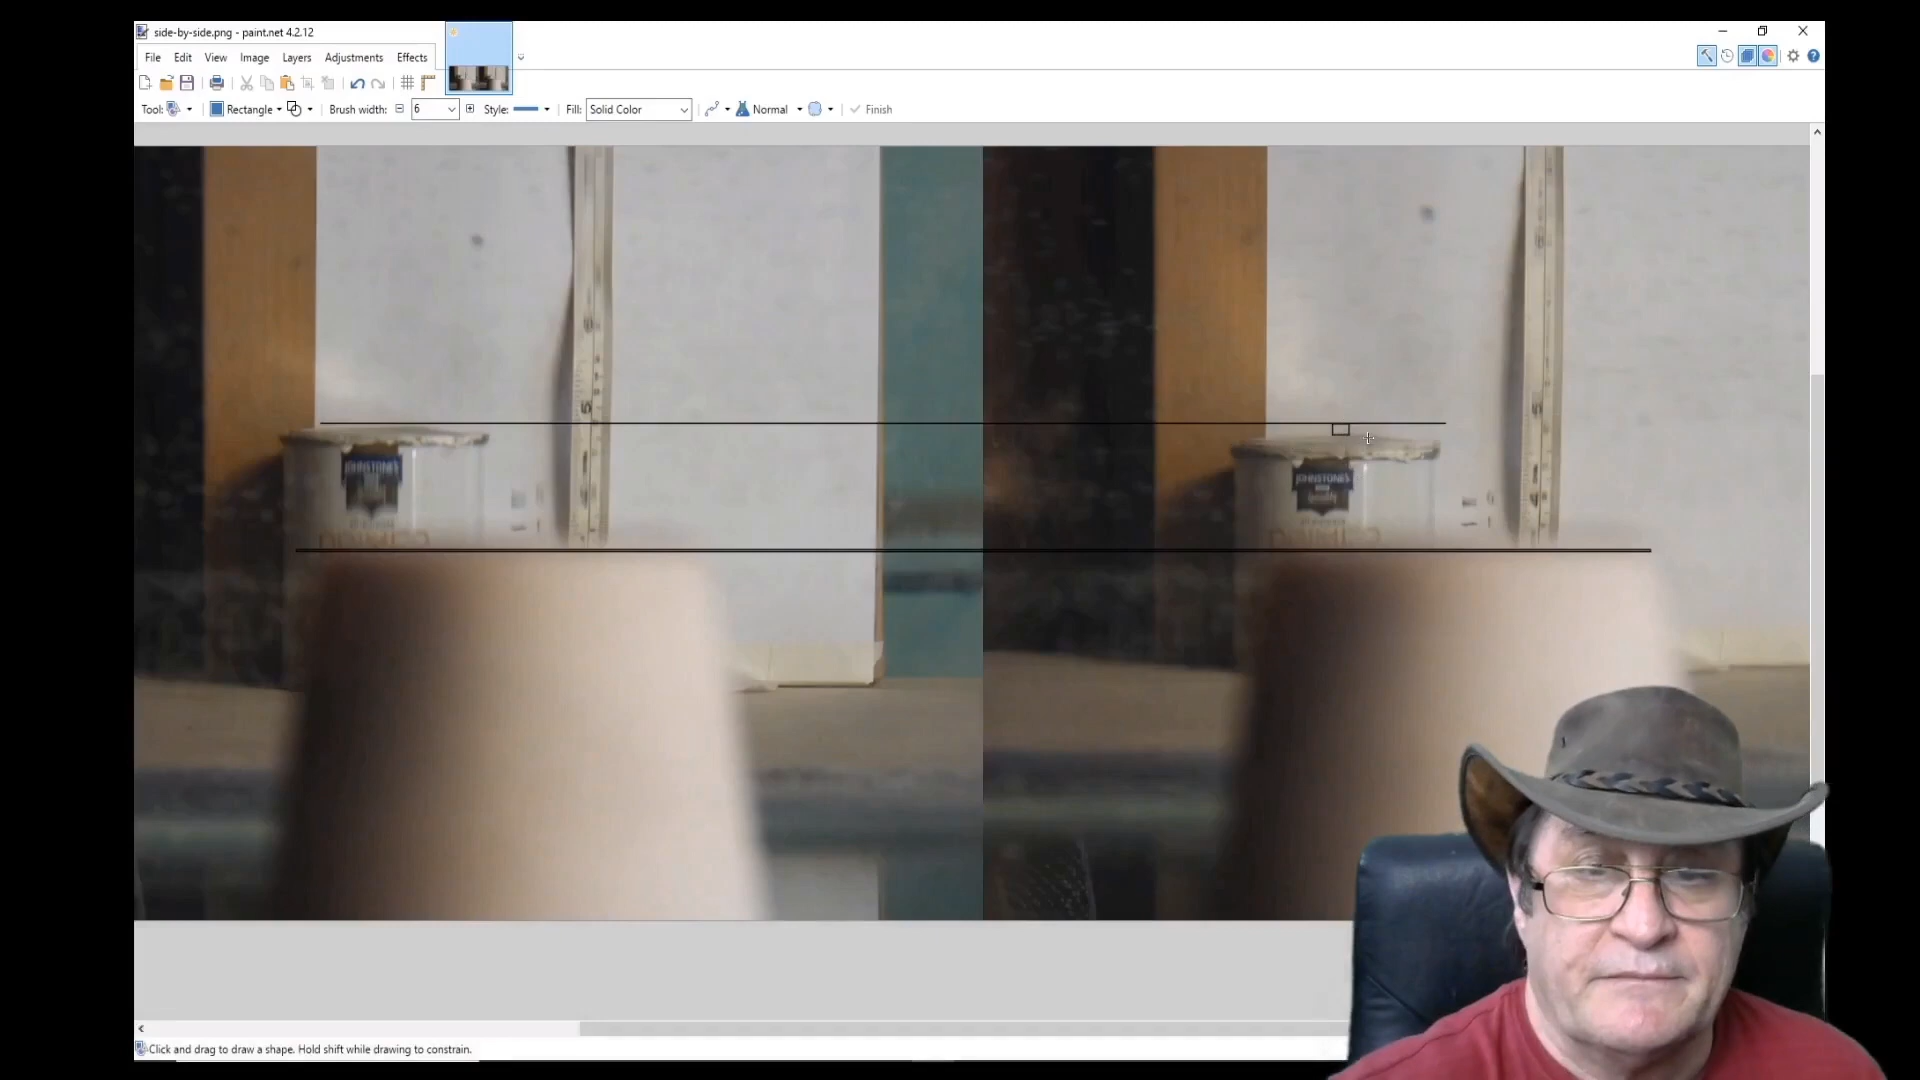 side-by-side.png - paint.net 4.2.12
File Edit View Image Layers Adjustments Effects
Tool: Rectangle Brush width: 6 Style: Fill: Solid Color Normal Finish
JOHNSTONE'S
JOHNSTONE'S
Click and drag to draw a shape. Hold shift while drawing to constrain.